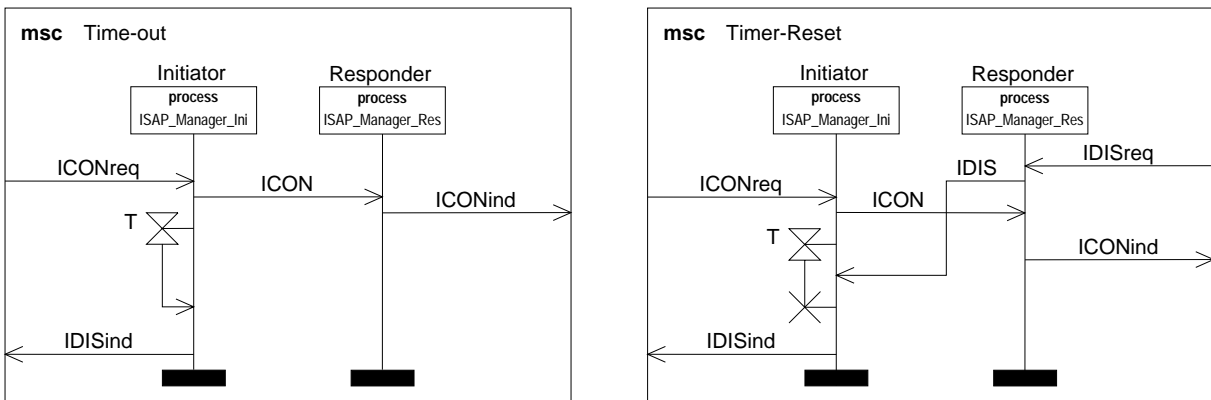 msc Time-out
Initiator Responder
process process
ISAP_Manager_Ini ISAP_Manager_Res
ICONreq
ICON
ICONind
T
IDISind
msc Timer-Reset
Initiator Responder
process process
ISAP_Manager_Ini ISAP_Manager_Res
IDISreq
IDIS
ICONreq
ICON
T
ICONind
IDISind